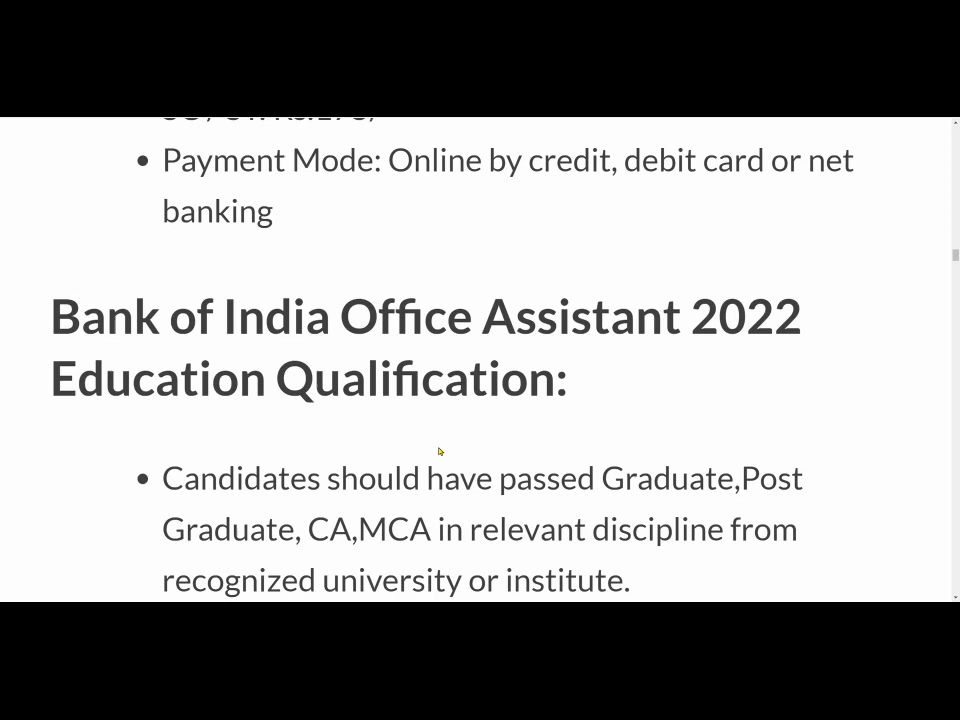 Payment Mode: Online by credit, debit card or net
banking
Bank of India Office Assistant 2022
Education Qualification:
Candidates should have passed Graduate,Post
Graduate, CA,MCA in relevant discipline from
recognized university or institute.